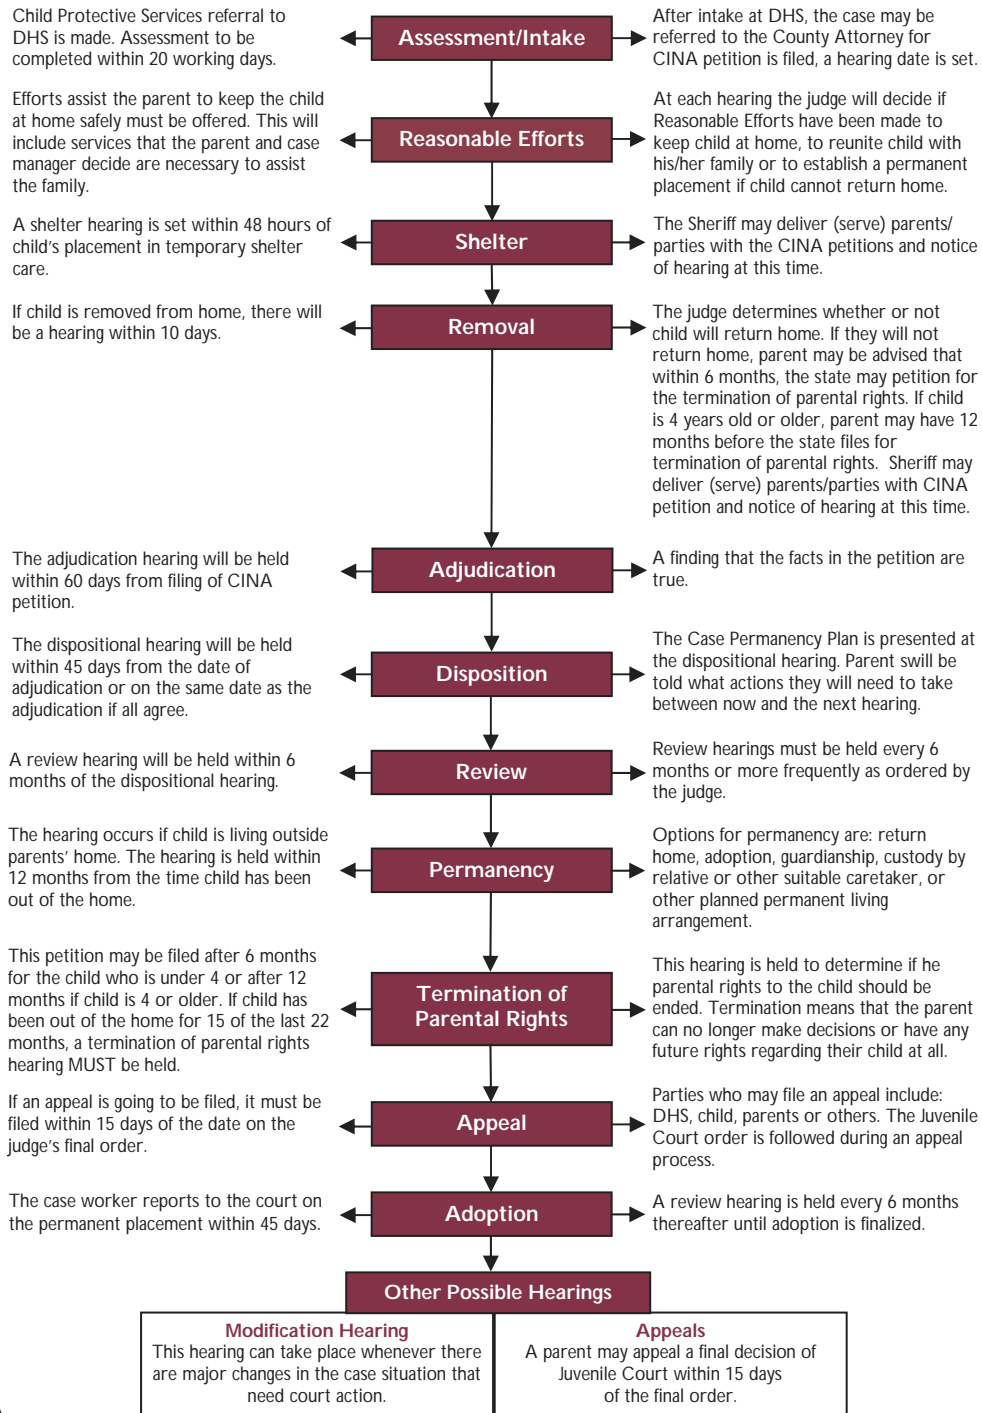 Child Protective Services referral to
DHS is made. Assessment to be
completed within 20 working days.
Assessment/Intake
After intake at DHS, the case may be
referred to the County Attorney for
CINA petition is filed, a hearing date is set.
Efforts assist the parent to keep the child
at home safely must be offered. This will
include services that the parent and case
manager decide are necessary to assist
the family.
Reasonable Efforts
At each hearing the judge will decide if
Reasonable Efforts have been made to
keep child at home, to reunite child with
his/her family or to establish a permanent
placement if child cannot return home.
A shelter hearing is set within 48 hours of
child's placement in temporary shelter
care.
Shelter
The Sheriff may deliver (serve) parents/
parties with the CINA petitions and notice
of hearing at this time.
If child is removed from home, there will
be a hearing within 10 days.
Removal
The judge determines whether or not
child will return home. If they will not
return home, parent may be advised that
within 6 months, the state may petition for
the termination of parental rights. If child
is 4 years old or older, parent may have 12
months before the state files for
termination of parental rights. Sheriff may
deliver (serve) parents/parties with CINA
petition and notice of hearing at this time.
The adjudication hearing will be held
within 60 days from filing of CINA
petition.
Adjudication
A finding that the facts in the petition are
true.
The dispositional hearing will be held
within 45 days from the date of
adjudication or on the same date as the
adjudication if all agree.
Disposition
The Case Permanency Plan is presented at
the dispositional hearing. Parent swill be
told what actions they will need to take
between now and the next hearing.
A review hearing will be held within 6
months of the dispositional hearing.
Review
Review hearings must be held every 6
months or more frequently as ordered by
the judge.
The hearing occurs if child is living outside
parents' home. The hearing is held within
12 months from the time child has been
out of the home.
Permanency
Options for permanency are: return
home, adoption, guardianship, custody by
relative or other suitable caretaker, or
other planned permanent living
arrangement.
This petition may be filed after 6 months
for the child who is under 4 or after 12
months if child is 4 or older. If child has
been out of the home for 15 of the last 22
months, a termination of parental rights
hearing MUST be held.
Termination of
Parental Rights
This hearing is held to determine if he
parental rights to the child should be
ended. Termination means that the parent
can no longer make decisions or have any
future rights regarding their child at all.
If an appeal is going to be filed, it must be
filed within 15 days of the date on the
judge's final order.
Appeal
Parties who may file an appeal include:
DHS, child, parents or others. The Juvenile
Court order is followed during an appeal
process.
The case worker reports to the court on
the permanent placement within 45 days.
Adoption
A review hearing is held every 6 months
thereafter until adoption is finalized.
Other Possible Hearings
Modification Hearing
This hearing can take place whenever there
are major changes in the case situation that
need court action.
Appeals
A parent may appeal a final decision of
Juvenile Court within 15 days
of the final order.